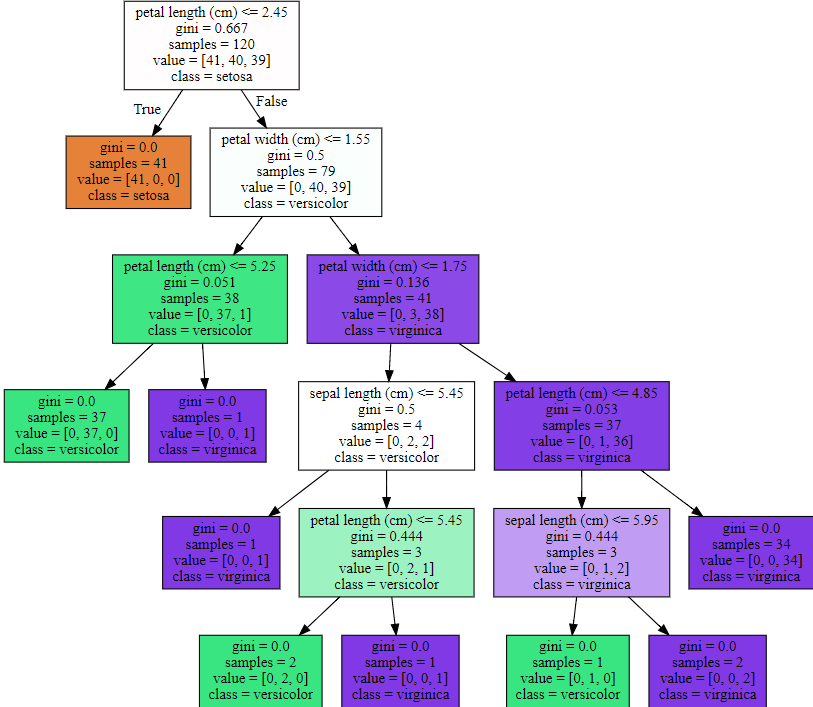 petal length (cm) <= 2.45
gini = 0.667
samples = 120
value = [41, 40, 39]
class = setosa
True
False
gini = 0.0
samples = 41
value = [41, 0, 0]
class = setosa
petal width (cm) <= 1.55
gini = 0.5
samples = 79
value = [0, 40, 39]
class = versicolor
petal length (cm) <= 5.25
gini = 0.051
samples = 38
value = [0, 37, 1]
class = versicolor
petal width (cm) <= 1.75
gini = 0.136
samples = 41
value = [0, 3, 38]
class = virginica
gini = 0.0
samples = 37
value = [0, 37, 0]
class = versicolor
gini = 0.0
samples = 1
value = [0, 0, 1]
class = virginica
sepal length (cm) <= 5.45
gini = 0.5
samples = 4
value = [0, 2, 2]
class = versicolor
petal length (cm) <= 4.85
gini = 0.053
samples = 37
value = [0, 1, 36]
class = virginica
gini = 0.0
samples = 1
value = [0, 0, 1]
class = virginica
petal length (cm) <= 5.45
gini = 0.444
samples = 3
value = [0, 2, 1]
class = versicolor
sepal length (cm) <= 5.95
gini = 0.444
samples = 3
value = [0, 1, 2]
class = virginica
gini = 0.0
samples = 34
value = [0, 0, 34]
class = virginica
gini = 0.0
samples = 2
value = [0, 2, 0]
class = versicolor
gini = 0.0
samples = 1
value = [0, 0, 1]
class = virginica
gini = 0.0
samples = 1
value = [0, 1, 0]
class = versicolor
gini = 0.0
samples = 2
value = [0, 0, 2]
class = virginica